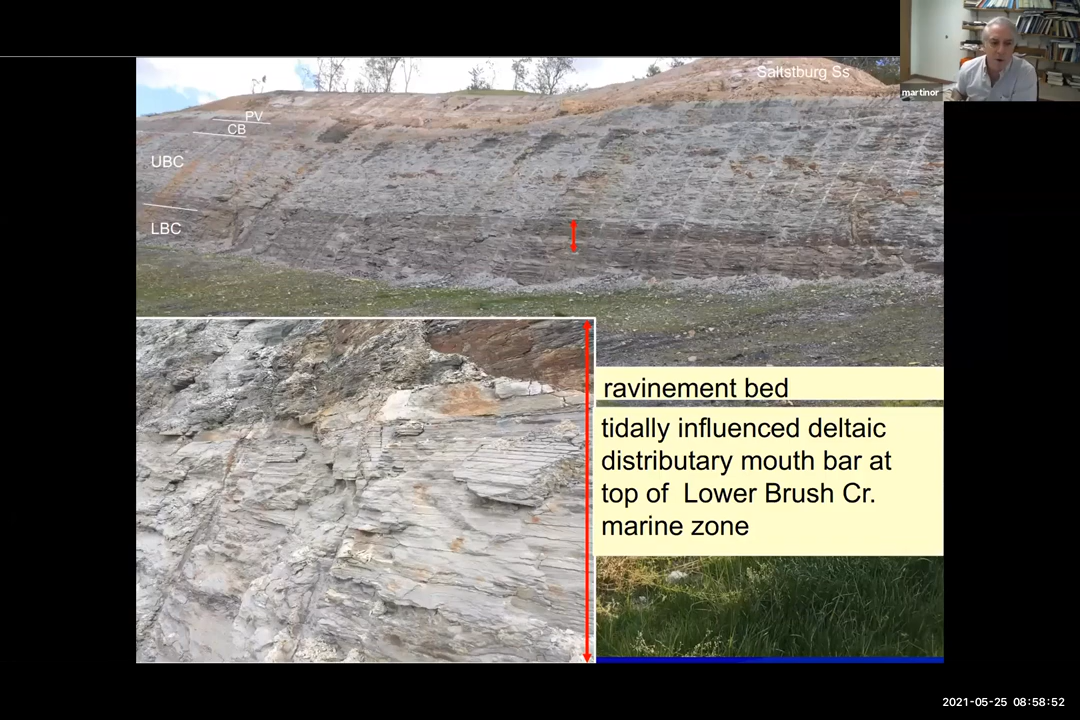 Saltstburg Ss
martinor
PV
CB
UBC
LBC
ravinement bed
tidally influenced deltaic
distributary mouth bar at
top of Lower Brush Cr.
marine zone
2021-05-25 08:58:52